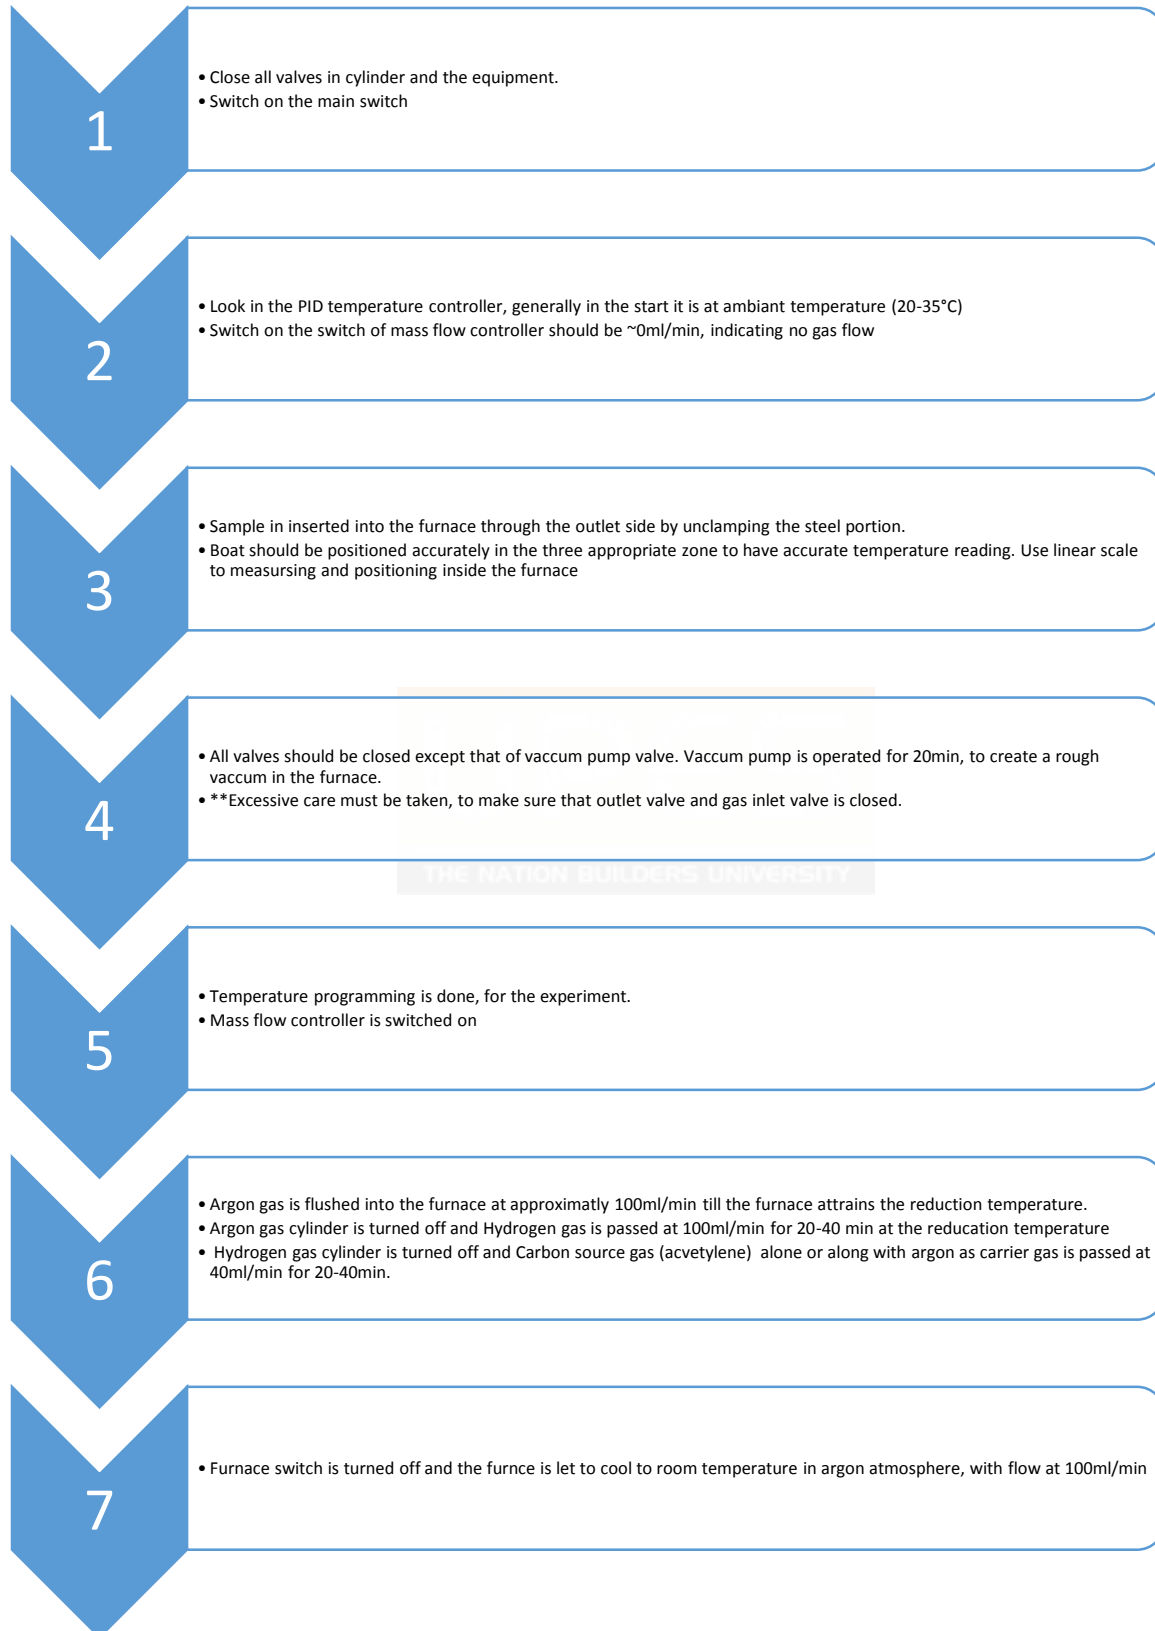 1
• Close all valves in cylinder and the equipment.
• Switch on the main switch
2
• Look in the PID temperature controller, generally in the start it is at ambiant temperature (20-35°C)
• Switch on the switch of mass flow controller should be ~0ml/min, indicating no gas flow
3
• Sample in inserted into the furnace through the outlet side by unclamping the steel portion.
• Boat should be positioned accurately in the three appropriate zone to have accurate temperature reading. Use linear scale
to measursing and positioning inside the furnace
4
• All valves should be closed except that of vaccum pump valve. Vaccum pump is operated for 20min, to create a rough
vaccum in the furnace.
• **Excessive care must be taken, to make sure that outlet valve and gas inlet valve is closed.
THE NATION BUILDERS UNIVERSITY
5
• Temperature programming is done, for the experiment.
• Mass flow controller is switched on
6
• Argon gas is flushed into the furnace at approximatly 100ml/min till the furnace attrains the reduction temperature.
• Argon gas cylinder is turned off and Hydrogen gas is passed at 100ml/min for 20-40 min at the reducation temperature
• Hydrogen gas cylinder is turned off and Carbon source gas (acvetylene) alone or along with argon as carrier gas is passed at
40ml/min for 20-40min.
7
• Furnace switch is turned off and the furnce is let to cool to room temperature in argon atmosphere, with flow at 100ml/min